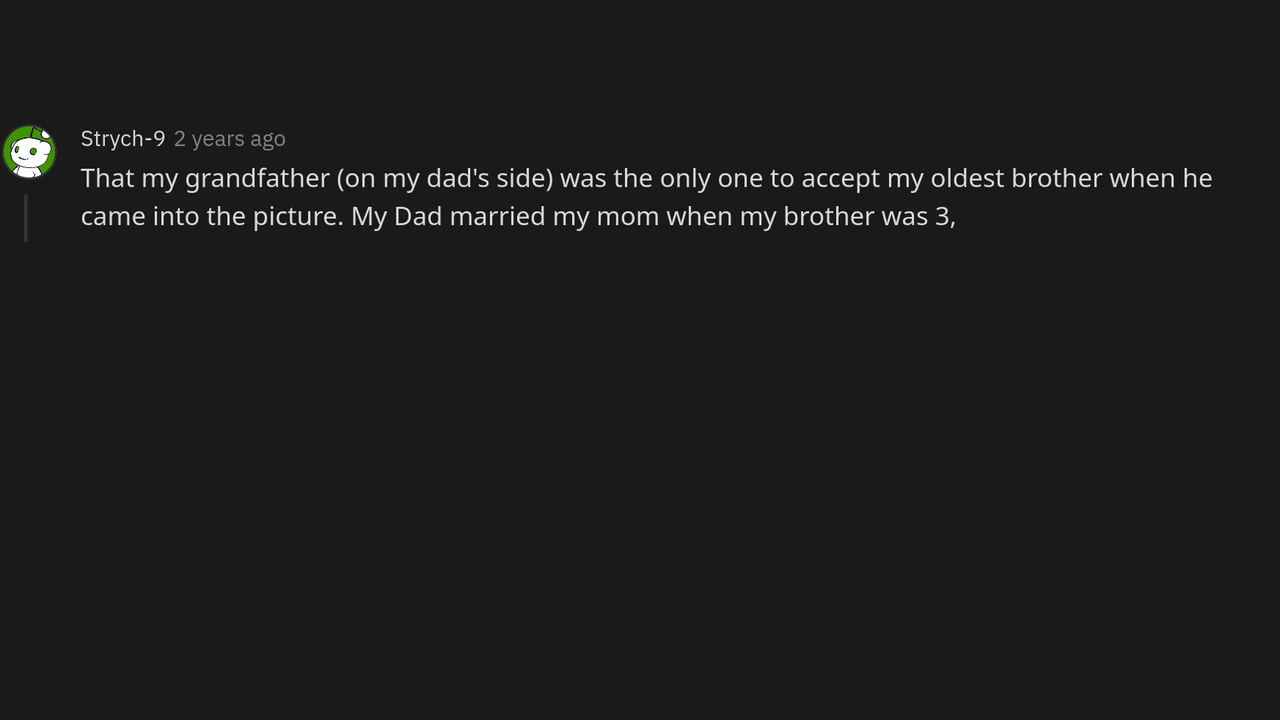 Strych-9 2 years ago
That my grandfather (on my dad's side) was the only one to accept my oldest brother when he
came into the picture. My Dad married my mom when my brother was 3,